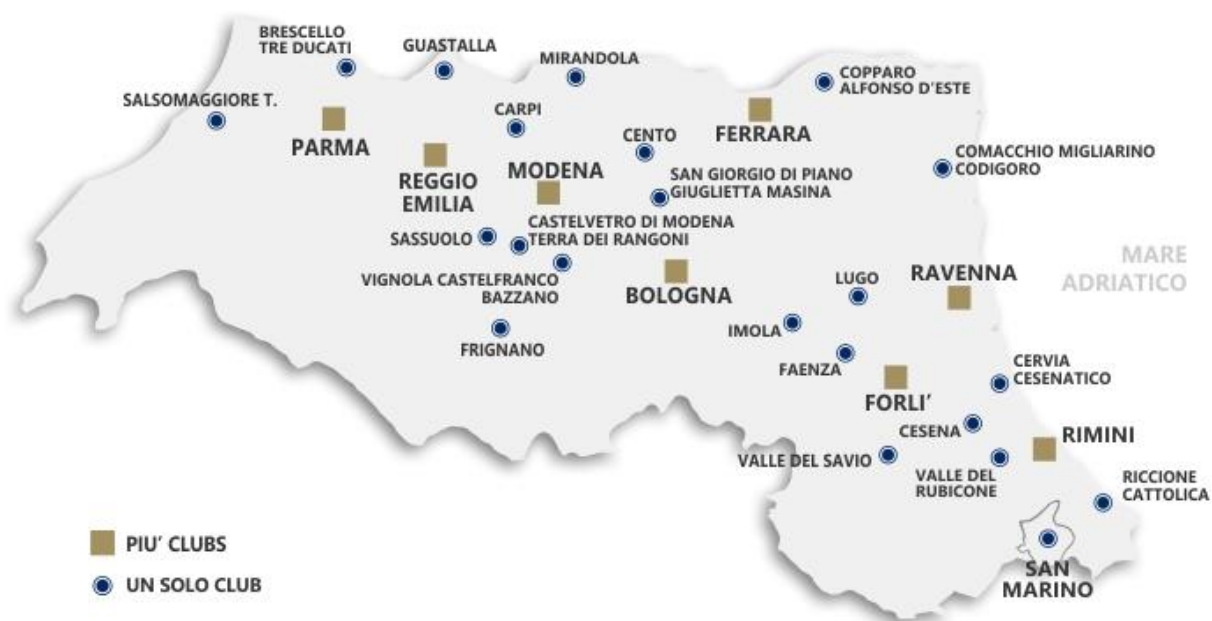 BRESCELLO
TRE DUCATI
GUASTALLA
MIRANDOLA
COPPARO
ALFONSO D'ESTE
SALSOMAGGIORE T.
PARMA
CARPI
CENTO
FERRARA
REGGIO
EMILIA
MODENA
SAN GIORGIO DI PIANO
GIUGLIETTA MASINA
COMACCHIO MIGLIARINO
CODIGORO
SASSUOLO
CASTELVETRO DI MODENA
TERRA DEI RANGONI
VIGNOLA CASTELFRANCO
BAZZANO
BOLOGNA
LUGO
RAVENNA
MARE
ADRIATICO
FRIGNANO
IMOLA
FAENZA
FORLI'
CERVIA
CESENATICO
CESENA
RIMINI
VALLE DEL SAVIO
VALLE DEL
RUBICONE
RICCIONE
CATTOLICA
SAN
MARINO
PIU' CLUBS
UN SOLO CLUB